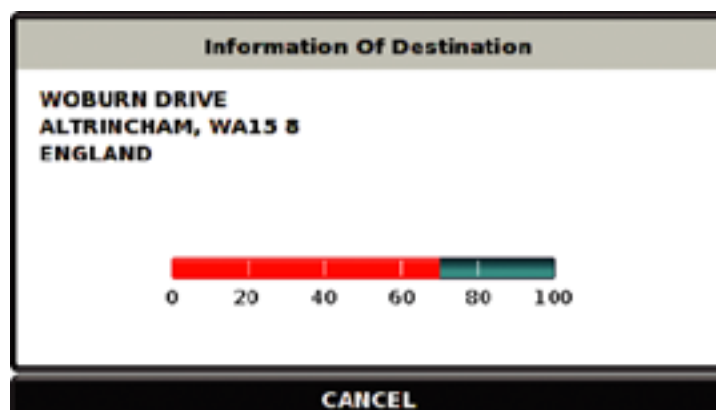 Information Of Destination
WOBURN DRIVE
ALTRINCHAM, WA15 8
ENGLAND
0 20 40 60 80 100
CANCEL